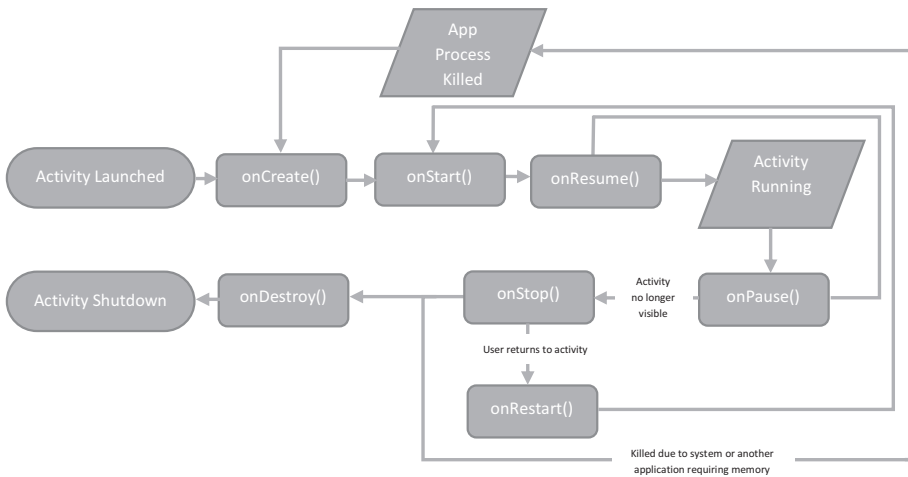 App
Process
Killed
Activity Launched
onCreate()
onStart()
onResume()
Activity
Running
Activity Shutdown
onDestroy()
onStop()
Activity
no longer
visible
onPause()
User returns to activity
onRestart()
Killed due to system or another
application requiring memory